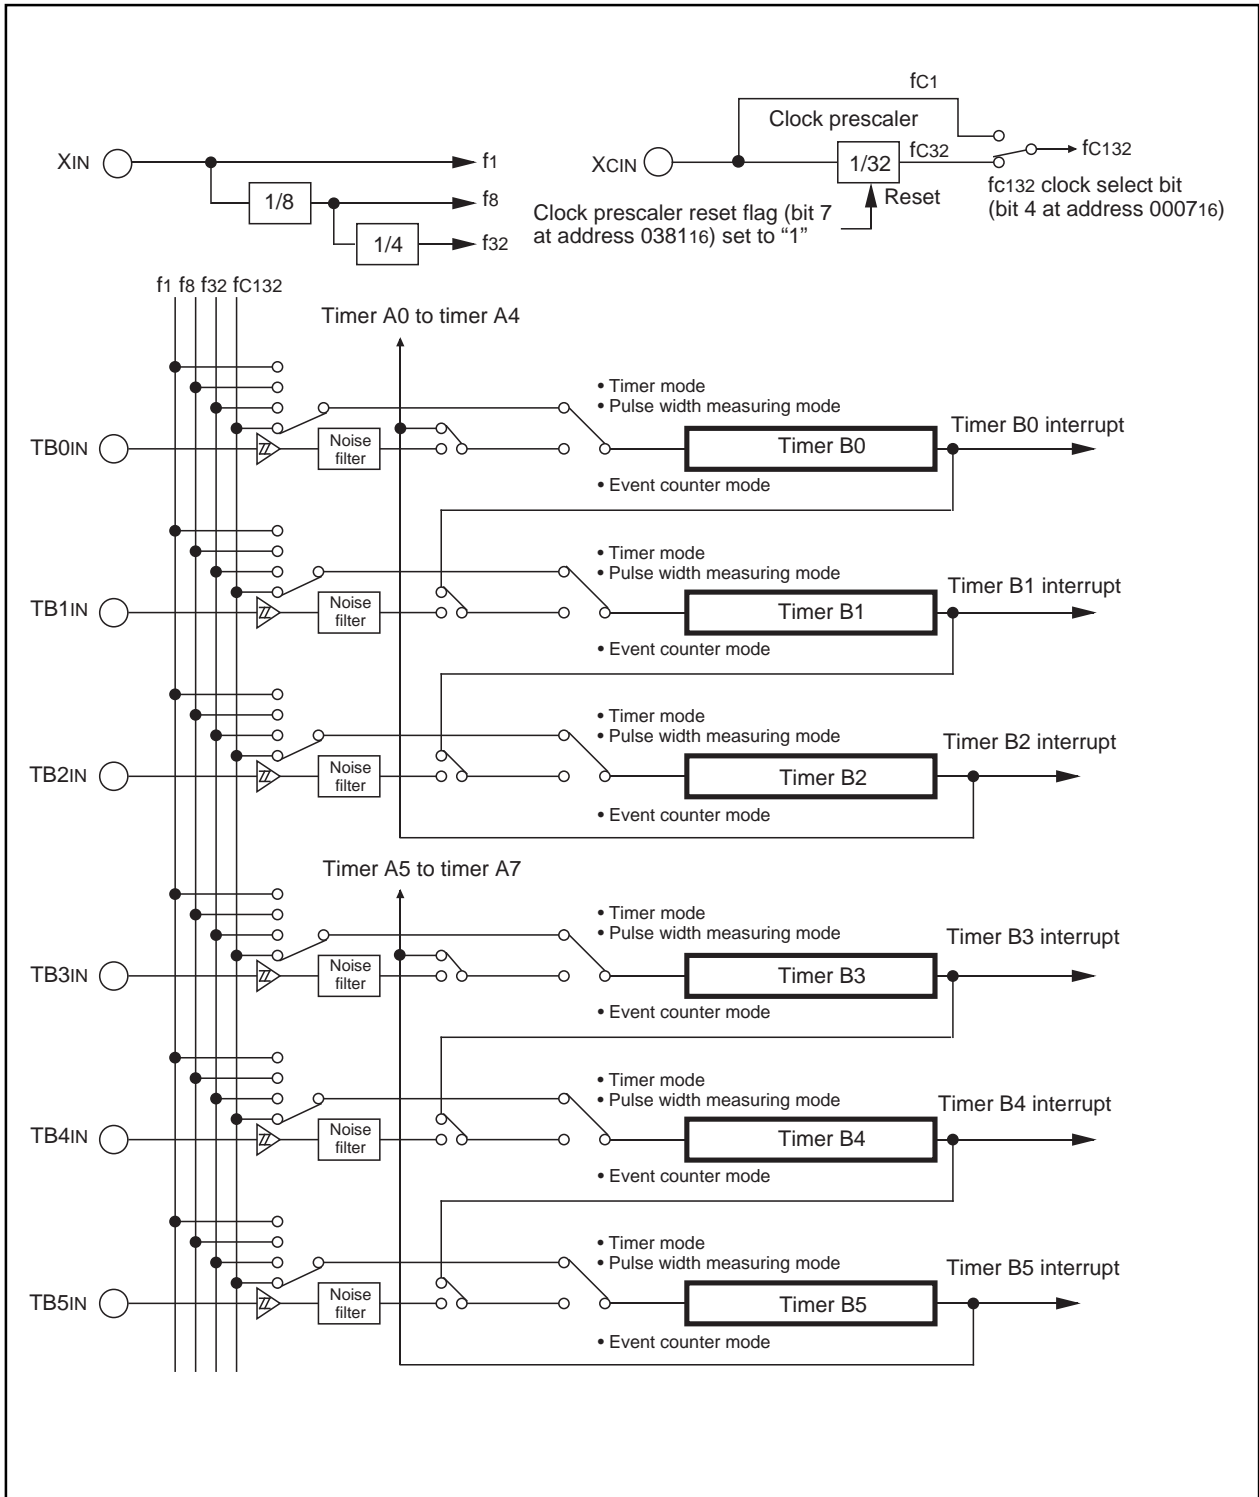 fC1
Clock prescaler
XIN
f1
XCIN
1/32
fC32
fC132
1/8
f8
Reset
fc132 clock select bit
(bit 4 at address 000716)
1/4
f32
Clock prescaler reset flag (bit 7
at address 038116) set to “1”
f1 f8 f32 fC132
Timer A0 to timer A4
• Timer mode
• Pulse width measuring mode
TB0IN
Noise
filter
Timer B0
Timer B0 interrupt
• Event counter mode
• Timer mode
• Pulse width measuring mode
TB1IN
Noise
filter
Timer B1
Timer B1 interrupt
• Event counter mode
• Timer mode
• Pulse width measuring mode
TB2IN
Noise
filter
Timer B2
Timer B2 interrupt
• Event counter mode
Timer A5 to timer A7
• Timer mode
• Pulse width measuring mode
TB3IN
Noise
filter
Timer B3
Timer B3 interrupt
• Event counter mode
• Timer mode
• Pulse width measuring mode
TB4IN
Noise
filter
Timer B4
Timer B4 interrupt
• Event counter mode
• Timer mode
• Pulse width measuring mode
TB5IN
Noise
filter
Timer B5
Timer B5 interrupt
• Event counter mode